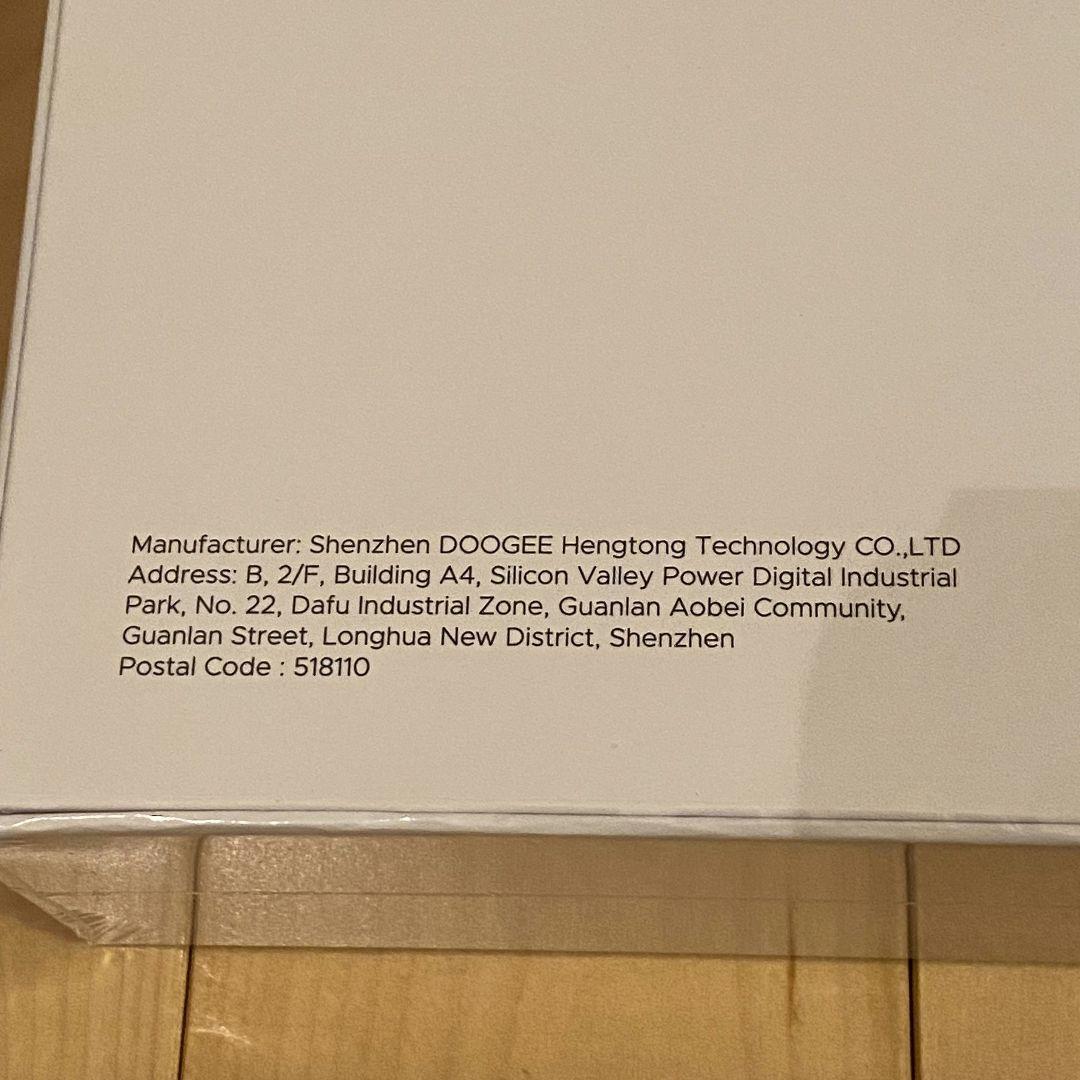 Manufacturer: Shenzhen DOOGEE Hengtong Technology CO.,LTD
Address: B, 2/F, Building A4, Silicon Valley Power Digital Industrial
Park, No. 22, Dafu Industrial Zone, Guanlan Aobei Community,
Guanlan Street, Longhua New District, Shenzhen
Postal Code : 518110